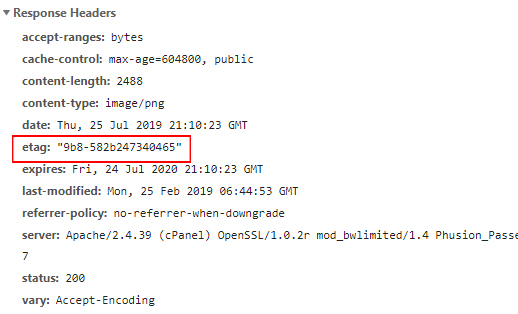 Response Headers
accept-ranges: bytes
cache-control: max-age=604800, public
content-length: 2488
content-type: image/png
date: Thu, 25 Jul 2019 21:10:23 GMT
etag: "9b8-582b247340465"
expires: Fri, 24 Jul 2020 21:10:23 GMT
last-modified: Mon, 25 Feb 2019 06:44:53 GMT
referrer-policy: no-referrer-when-downgrade
server: Apache/2.4.39 (cPanel) OpenSSL/1.0.2r mod_bwlimited/1.4 Phusion_Passe
7
status: 200
vary: Accept-Encoding